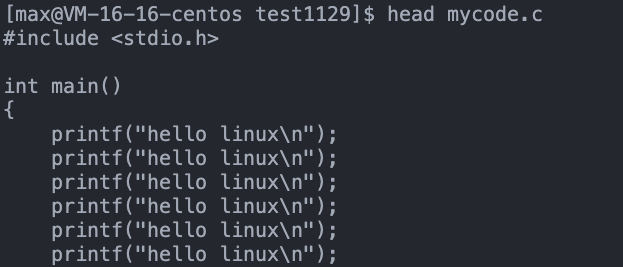 [max@VM-16-16-centos test1129]$ head mycode.c
#include <stdio.h>

int main()
{
    printf("hello linux\n");
    printf("hello linux\n");
    printf("hello linux\n");
    printf("hello linux\n");
    printf("hello linux\n");
    printf("hello linux\n");